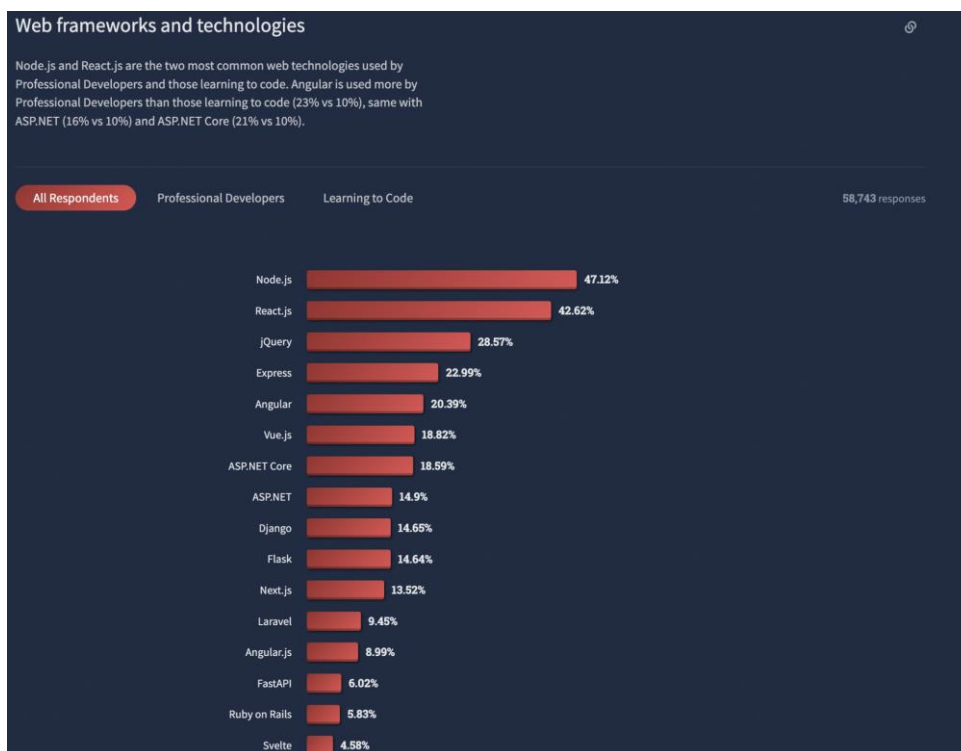 Web frameworks and technologies
Node.js and React.js are the two most common web technologies used by
Professional Developers and those learning to code. Angular is used more by
Professional Developers than those learning to code (23% vs 10%), same with
ASP.NET (16% vs 10%) and ASP.NET Core (21% vs 10%).
All Respondents Professional Developers Learning to Code 58,743 responses
Node.js 47.12%
React.js 42.62%
jQuery 28.57%
Express 22.99%
Angular 20.39%
Vue.js 18.82%
ASP.NET Core 18.59%
ASP.NET 14.9%
Django 14.65%
Flask 14.64%
Next.js 13.52%
Laravel 9.45%
Angular.js 8.99%
FastAPI 6.02%
Ruby on Rails 5.83%
Svelte 4.58%